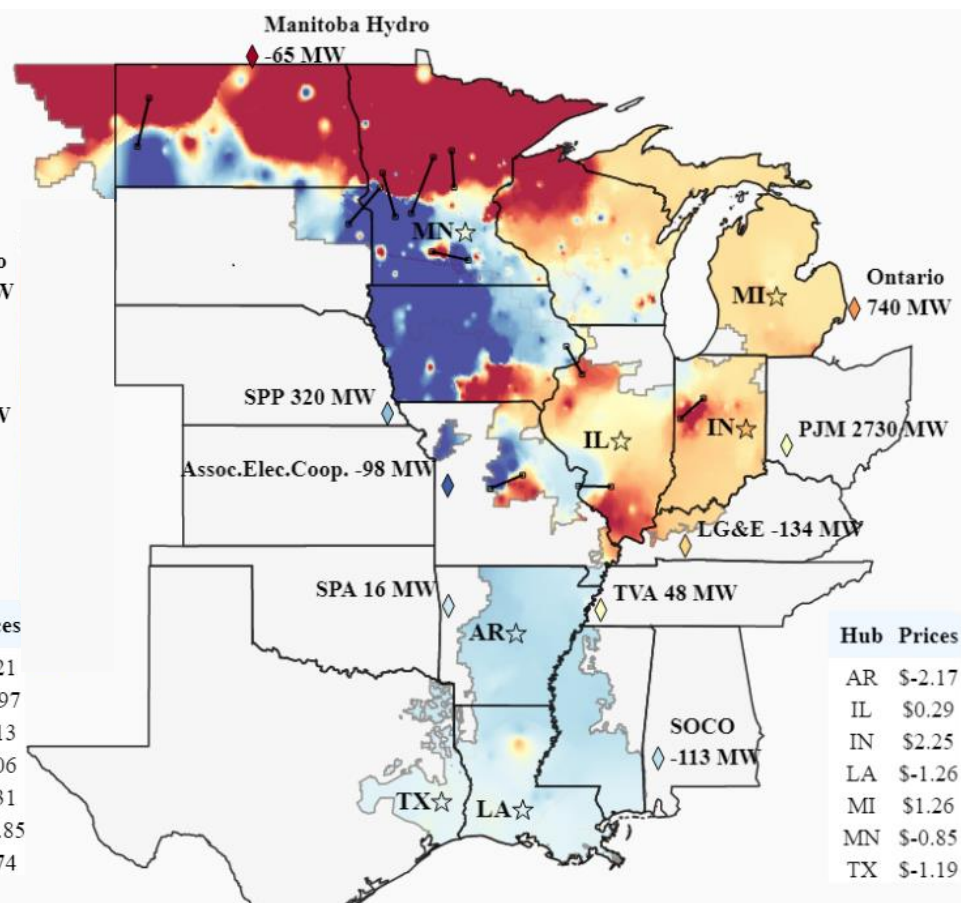 Manitoba Hydro
-65 MW
MN
MI
Ontario
740 MW
SPP 320 MW
IL
IN
PJM 2730 MW
Assoc.Elec.Coop. -98 MW
LG&E -134 MW
SPA 16 MW
TVA 48 MW
AR
SOCO
-113 MW
TX
LA
Hub Prices
AR $-2.17
IL $0.29
IN $2.25
LA $-1.26
MI $1.26
MN $-0.85
TX $-1.19